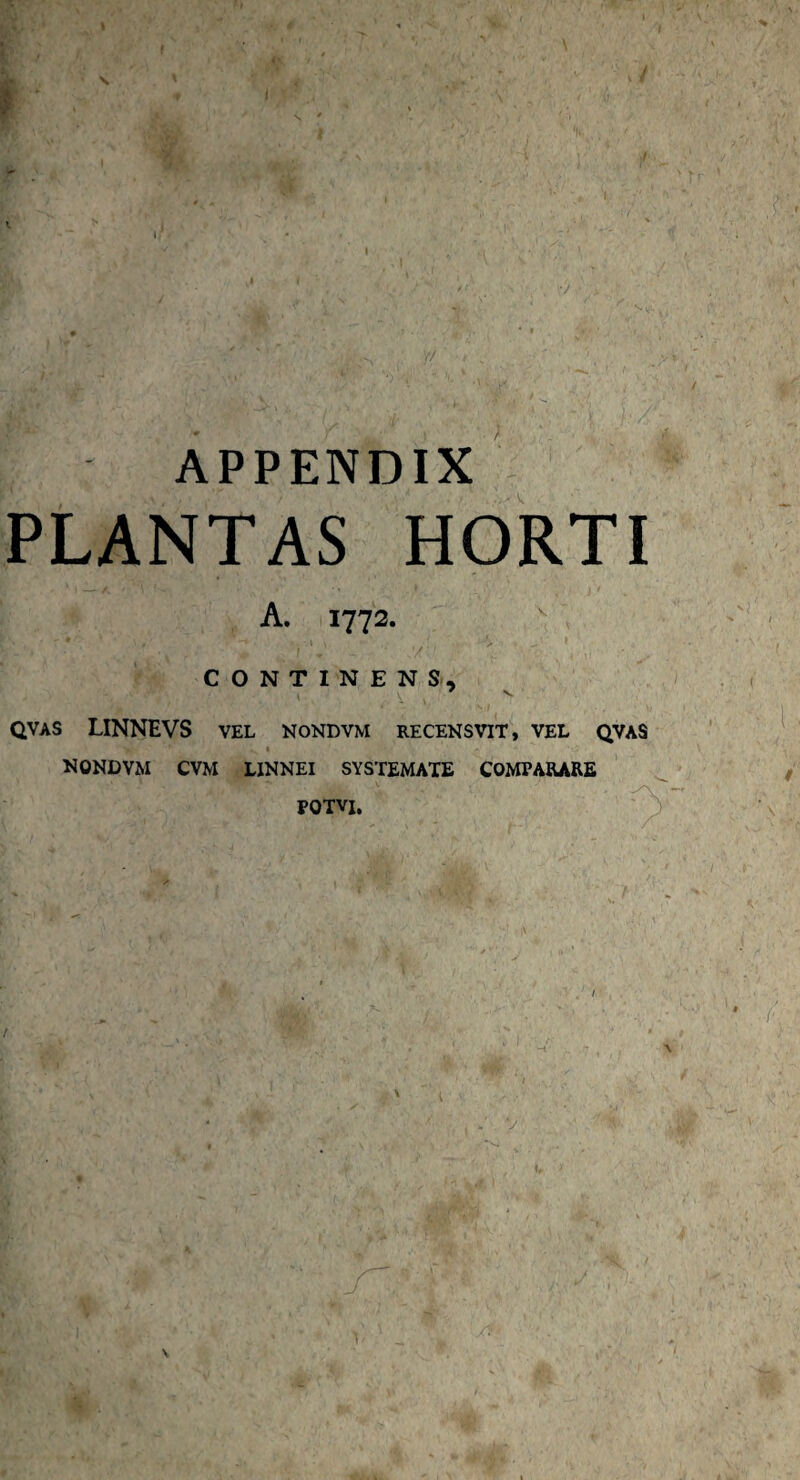 APPENDIX
PLANTAS HORTI
A. 1772.
CONTINENS,
QVAS LINNEVS VEL NONDVM RECENSVIT, VEL QVAS
NONDVM CVM LINNEI SYSTEMATE COMPARARE
POTVI.